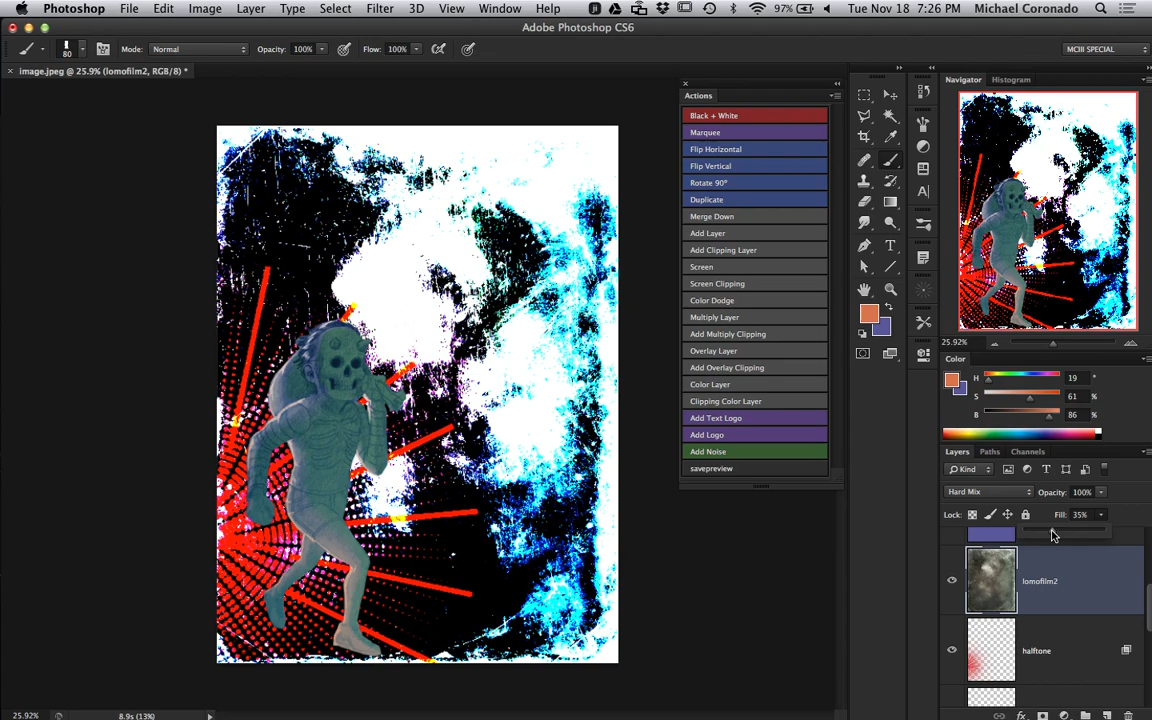 Photoshop File Edit Image Layer Type Select Filter 3D View Window Help 97% Tue Nov 18 7:26 PM Michael Coronado
Adobe Photoshop CS6
80 Mode: Normal Opacity: 100% Flow: 100% MCIII SPECIAL
image.jpeg @ 25.9% (lomofilm2, RGB/8) *
Actions
Black + White
Marquee
Flip Horizontal
Flip Vertical
Rotate 90°
Duplicate
Merge Down
Add Layer
Add Clipping Layer
Screen
Screen Clipping
Color Dodge
Multiply Layer
Add Multiply Clipping
Overlay Layer
Add Overlay Clipping
Color Layer
Clipping Color Layer
Add Text Logo
Add Logo
Add Noise
savepreview
Navigator Histogram
25.92%
Color
H 19 °
S 61 %
B 86 %
Layers Paths Channels
Kind
Hard Mix Opacity: 100%
Lock: Fill: 35%
lomofilm2
halftone
25.92% 8.9s (13%)